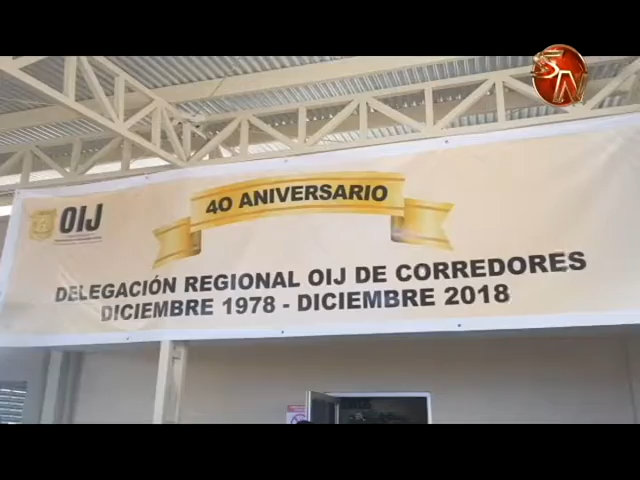 40 ANIVERSARIO
OIJ
DELEGACIÓN REGIONAL OIJ DE CORREDORES
DICIEMBRE 1978 - DICIEMBRE 2018